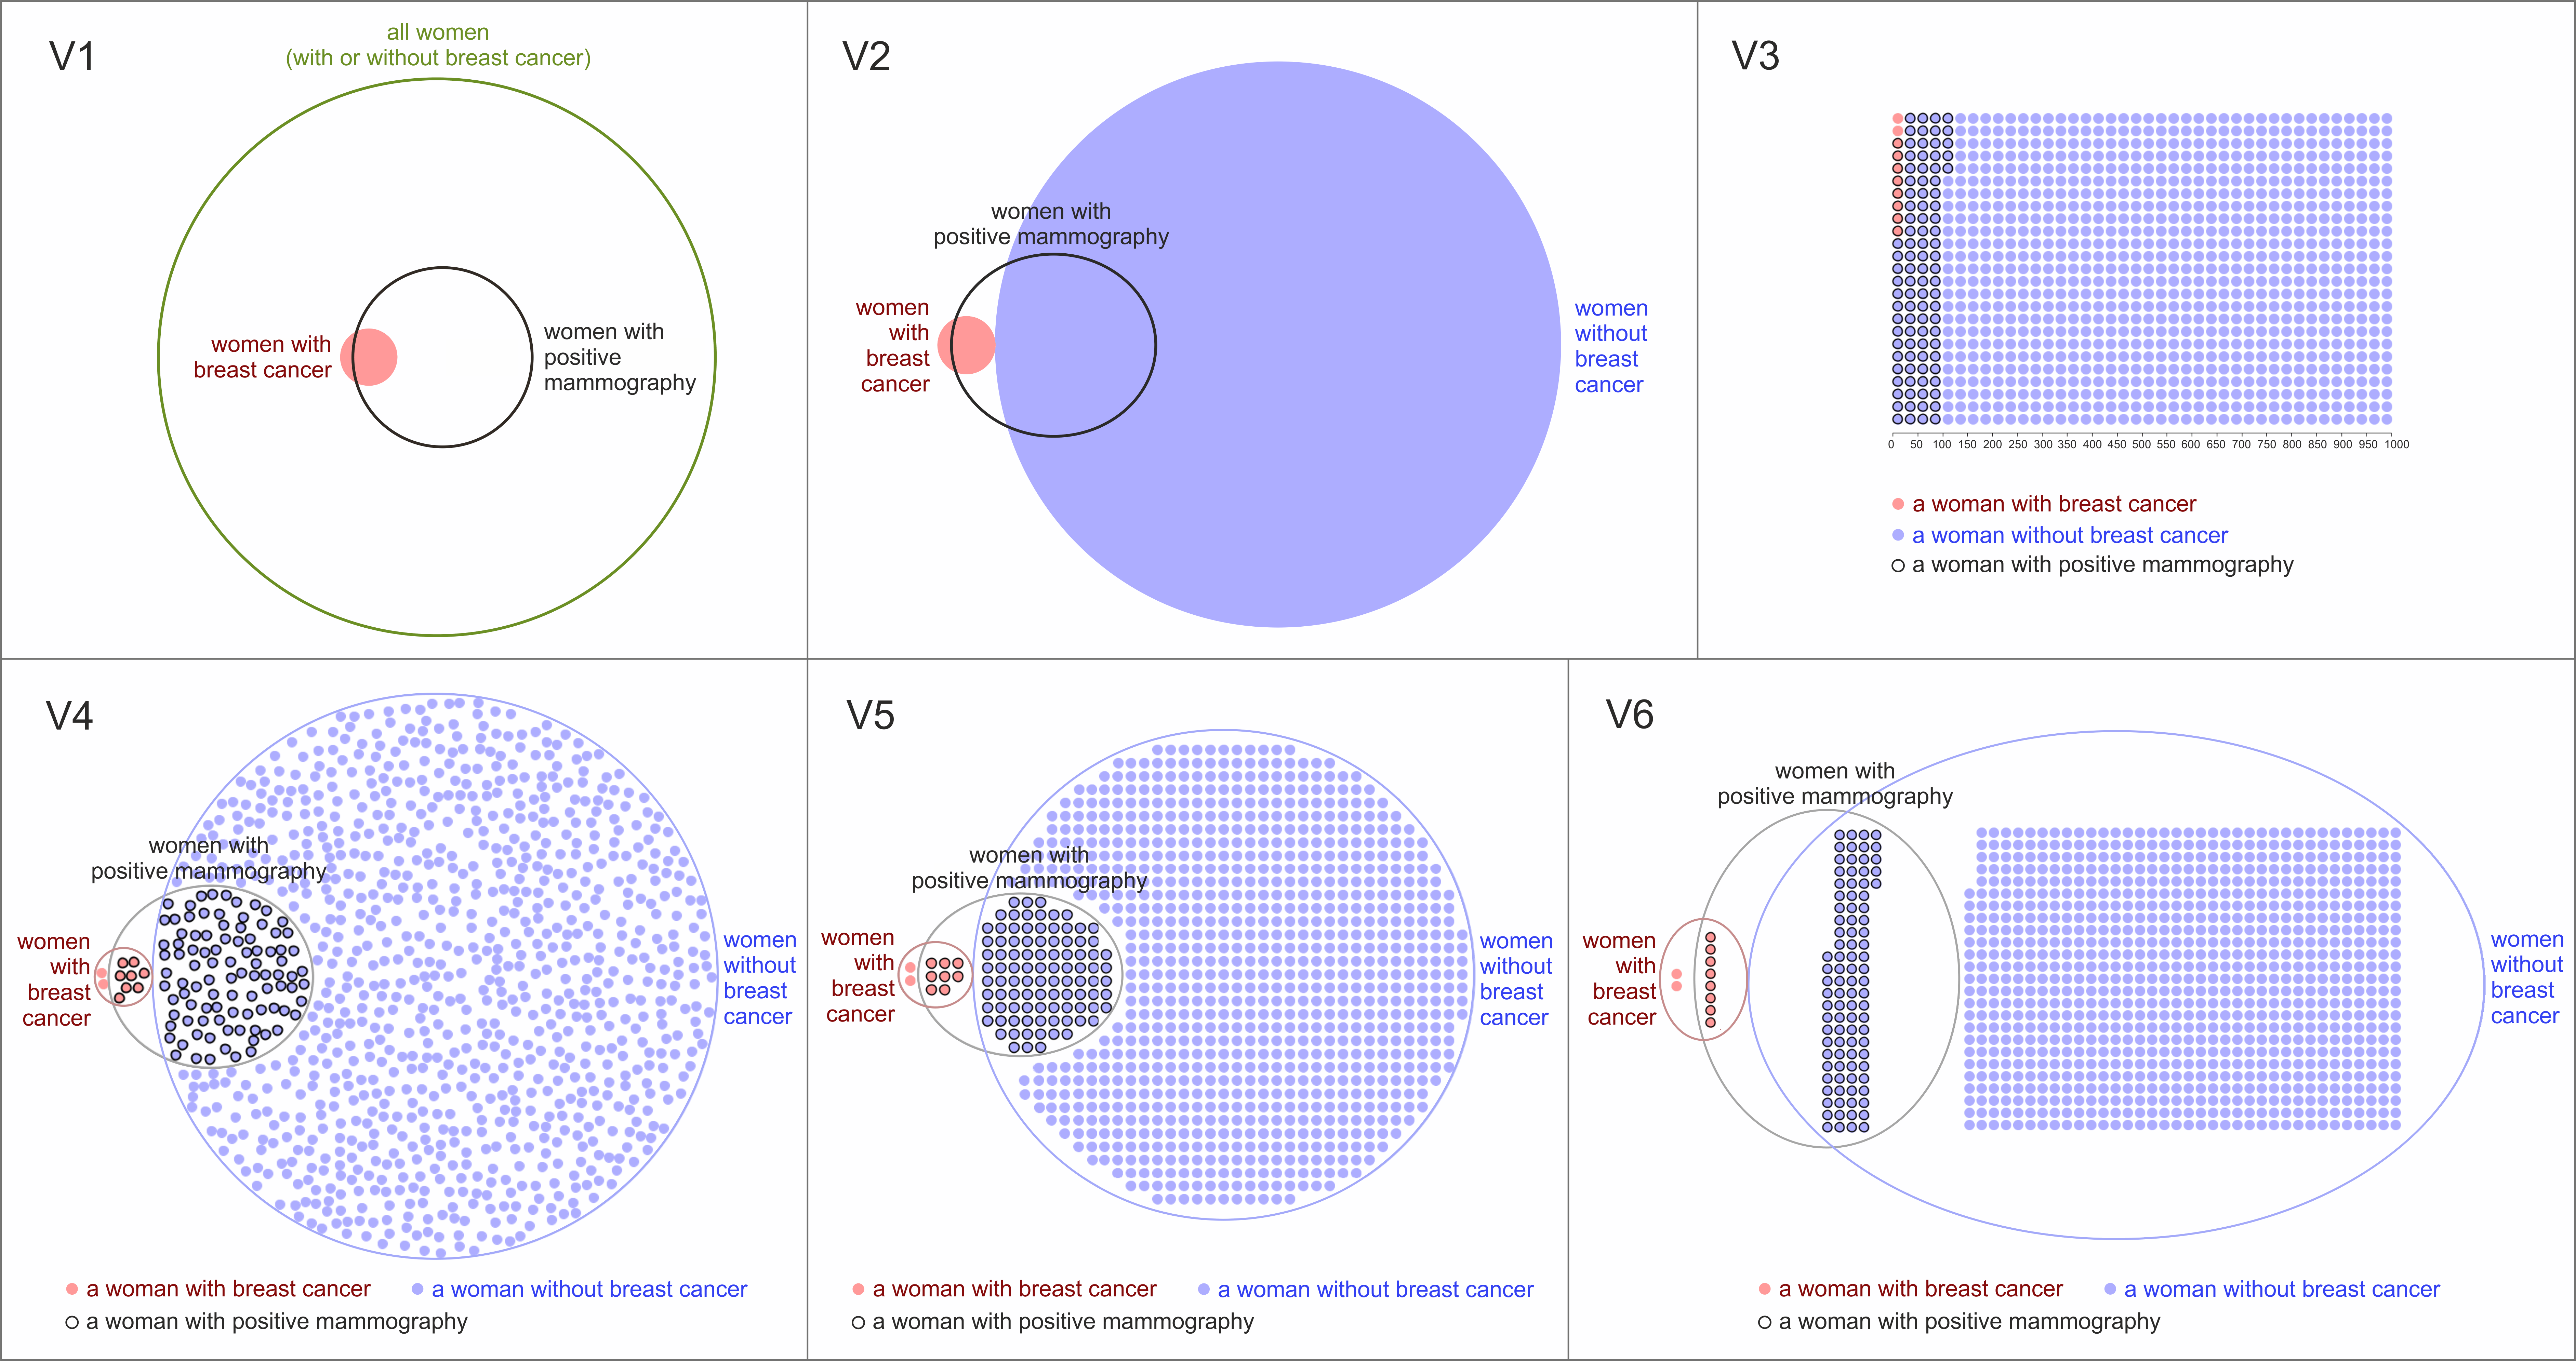 V1
all women
(with or without breast cancer)
women with
breast cancer
women with
positive
mammography
V2
women with
positive mammography
women
with
breast
cancer
women
without
breast
cancer
V3
0 50 100 150 200 250 300 350 400 450 500 550 600 650 700 750 800 850 900 950 1000
a woman with breast cancer
a woman without breast cancer
a woman with positive mammography
V4
women with
positive mammography
women
with
breast
cancer
women
without
breast
cancer
a woman with breast cancer a woman without breast cancer
a woman with positive mammography
V5
women with
positive mammography
women
with
breast
cancer
women
without
breast
cancer
a woman with breast cancer a woman without breast cancer
a woman with positive mammography
V6
women with
positive mammography
women
with
breast
cancer
women
without
breast
cancer
a woman with breast cancer a woman without breast cancer
a woman with positive mammography